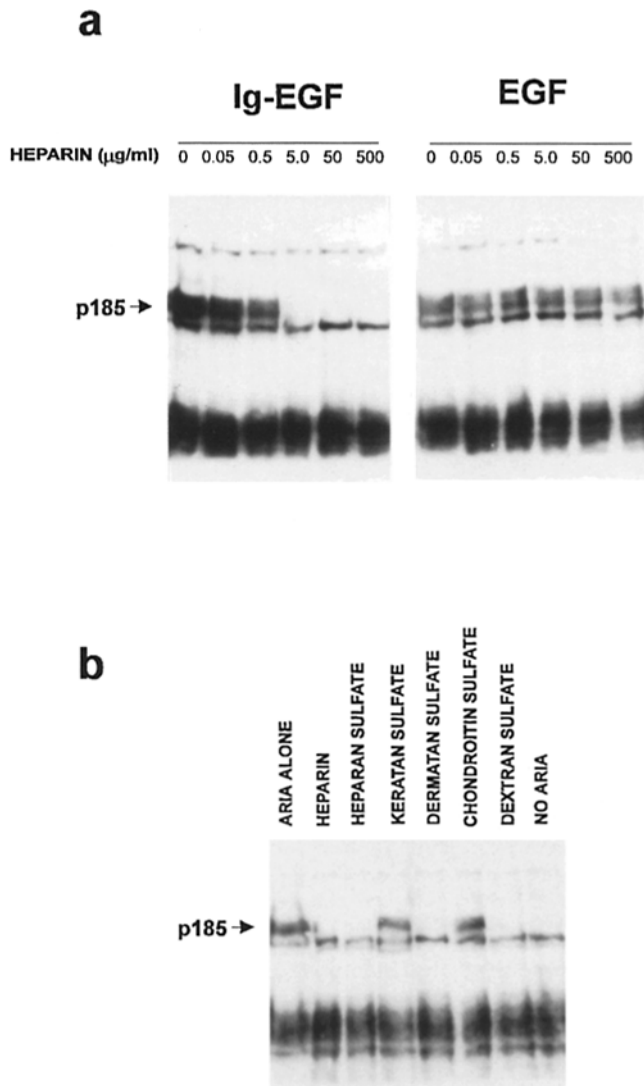 a
Ig-EGF EGF
HEPARIN (µg/ml) 0 0.05 0.5 5.0 50 500 0 0.05 0.5 5.0 50 500
p185
b
ARIA ALONE
HEPARIN
HEPARAN SULFATE
KERATAN SULFATE
DERMATAN SULFATE
CHONDROITIN SULFATE
DEXTRAN SULFATE
NO ARIA
p185